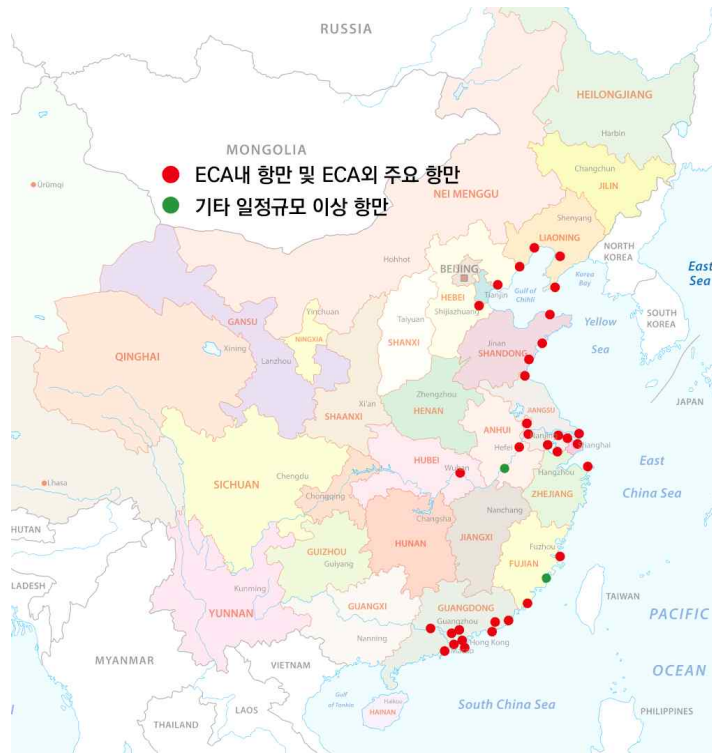 RUSSIA
HEILONGJIANG
Harbin
MONGOLIA
ECA내 항만 및 ECA외 주요 항만
Changchun
JILIN
Ürümqi
NEI MENGGU
기타 일정규모 이상 항만
Shenyang
LIAONING
NORTH
KOREA
Hohhot
BEIJING
East
Sea
Korea
Bay
Gulf of
Chihli
Tianjin
HEBEI
Shijiazhuang
Yinchuan
Taiyuan
SOUTH
KOREA
GANSU
NINGXIA
SHANXI
Jinan
SHANDONG
Yellow
Sea
QINGHAI
Xining
Lanzhou
Zhengzhou
JAPAN
Xi'an
HENAN
SHAANXI
JIANGSU
ANHUI
Nanjing
Hefei
Shanghai
HUBEI
Wuhan
East
China Sea
Chengdu
Hangzhou
SICHUAN
Lhasa
Chongqing
ZHEJIANG
Nanchang
Changsha
HUTAN
HUNAN
JIANGXI
GUIZHOU
Guiyang
Fuzhou
FUJIAN
LADESH
Kunming
YUNNAN
TAIWAN
GUANGXI
GUANGDONG
Guangzhou
PACIFIC
Nanning
Hong Kong
Macau
MYANMAR
VIETNAM
OCEAN
LAOS
Gulf
of Tonkin
Haikou
HAINAN
South China Sea
PHILIPPINES
THAILAND